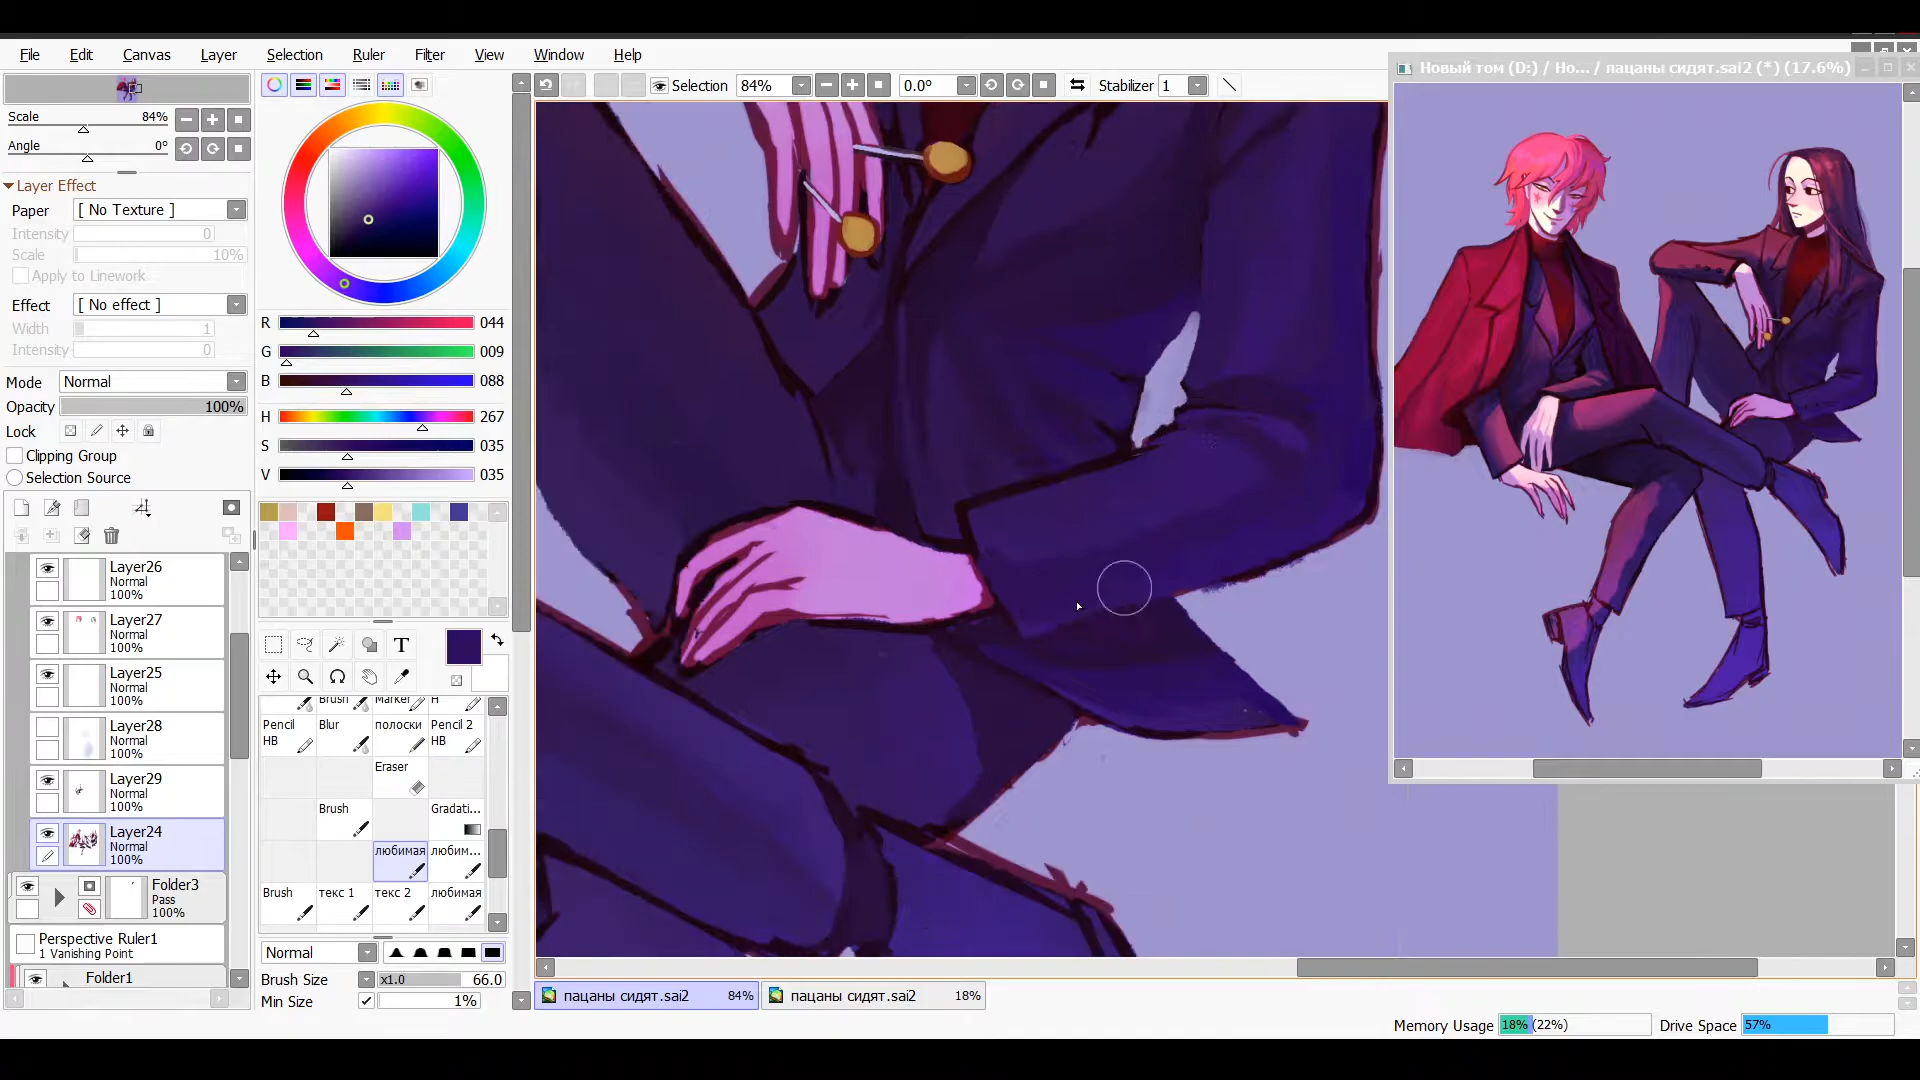 File Edit Canvas Layer Selection Ruler Filter View Window Help
Новый том (D:) / Но... / пацаны сидят.sai2 (*) (17.6%)
Selection 84% 0.0° Stabilizer 1
Scale 84%
Angle 0°
Layer Effect
Paper [ No Texture ]
Intensity 0
Scale 10%
Apply to Linework
Effect [ No effect ]
Width 1
Intensity 0
Mode Normal
Opacity 100%
Lock
Clipping Group
Selection Source
R 044
G 009
B 088
H 267
S 035
V 035
Layer26
Normal
100%
Layer27
Normal
100%
Layer25
Normal
100%
Layer28
Normal
100%
Layer29
Normal
100%
Layer24
Normal
100%
Folder3
Pass
100%
Perspective Ruler1
1 Vanishing Point
Folder1
T
Brush Marker H
Pencil HB
Blur
полоски
Pencil 2 HB
Eraser
Brush
Gradati...
любимая
любим...
Brush
текс 1
текс 2
любимая
Normal
Brush Size x1.0 66.0
Min Size 1%
пацаны сидят.sai2 84%
пацаны сидят.sai2 18%
Memory Usage 18% (22%) Drive Space 57%